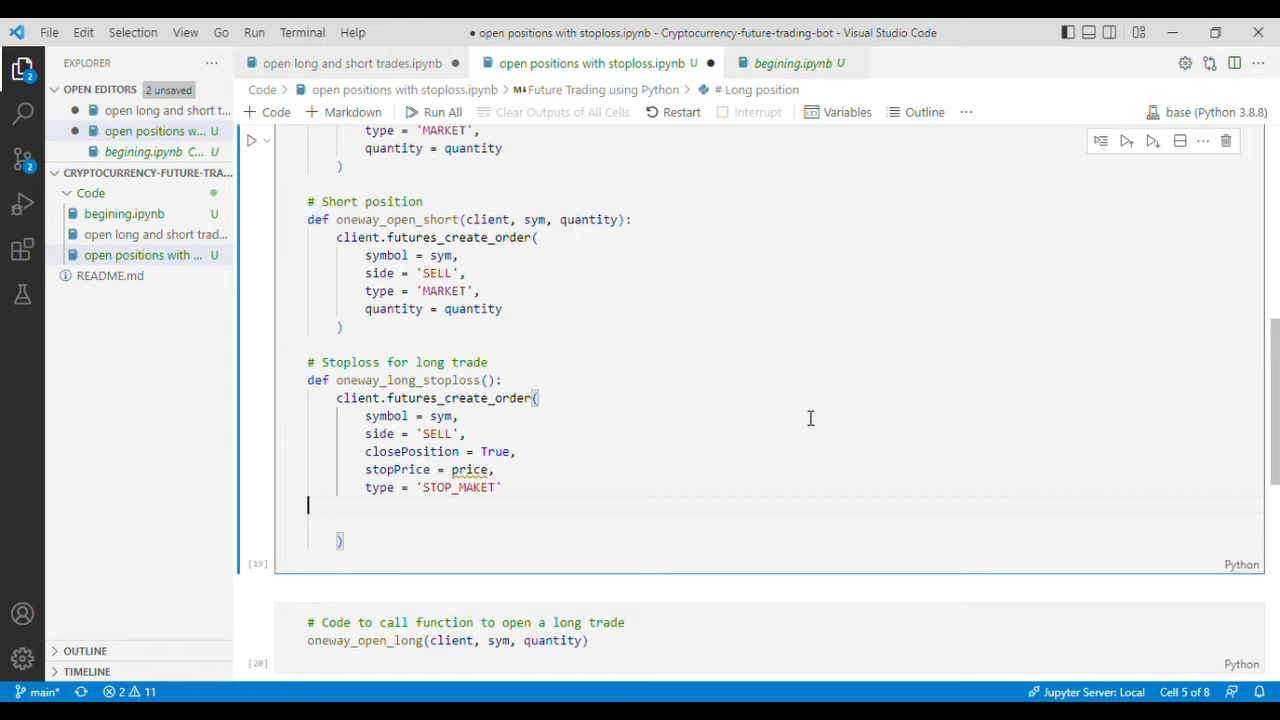 File Edit Selection View Go Run Terminal Help
● open positions with stoploss.ipynb - Cryptocurrency-future-trading-bot - Visual Studio Code
EXPLORER
open long and short trades.ipynb ●
open positions with stoploss.ipynb U ●
begining.ipynb U
OPEN EDITORS 2 unsaved
open long and short t...
open positions w... U
begining.ipynb C... U
CRYPTOCURRENCY-FUTURE-TRA...
Code
begining.ipynb U
open long and short trad...
open positions with ... U
README.md
OUTLINE
TIMELINE
2
2
Code > open positions with stoploss.ipynb > M↓Future Trading using Python > # Long position
+ Code + Markdown Run All Clear Outputs of All Cells Restart Interrupt Variables Outline ... base (Python 3.8.8)
type = 'MARKET',
quantity = quantity
)
# Short position
def oneway_open_short(client, sym, quantity):
client.futures_create_order(
symbol = sym,
side = 'SELL',
type = 'MARKET',
quantity = quantity
)
# Stoploss for long trade
def oneway_long_stoploss():
client.futures_create_order(
symbol = sym,
side = 'SELL',
closePosition = True,
stopPrice = price,
type = 'STOP_MAKET'
)
[19]
Python
# Code to call function to open a long trade
oneway_open_long(client, sym, quantity)
[20]
Python
main* 2 11 Jupyter Server: Local Cell 5 of 8